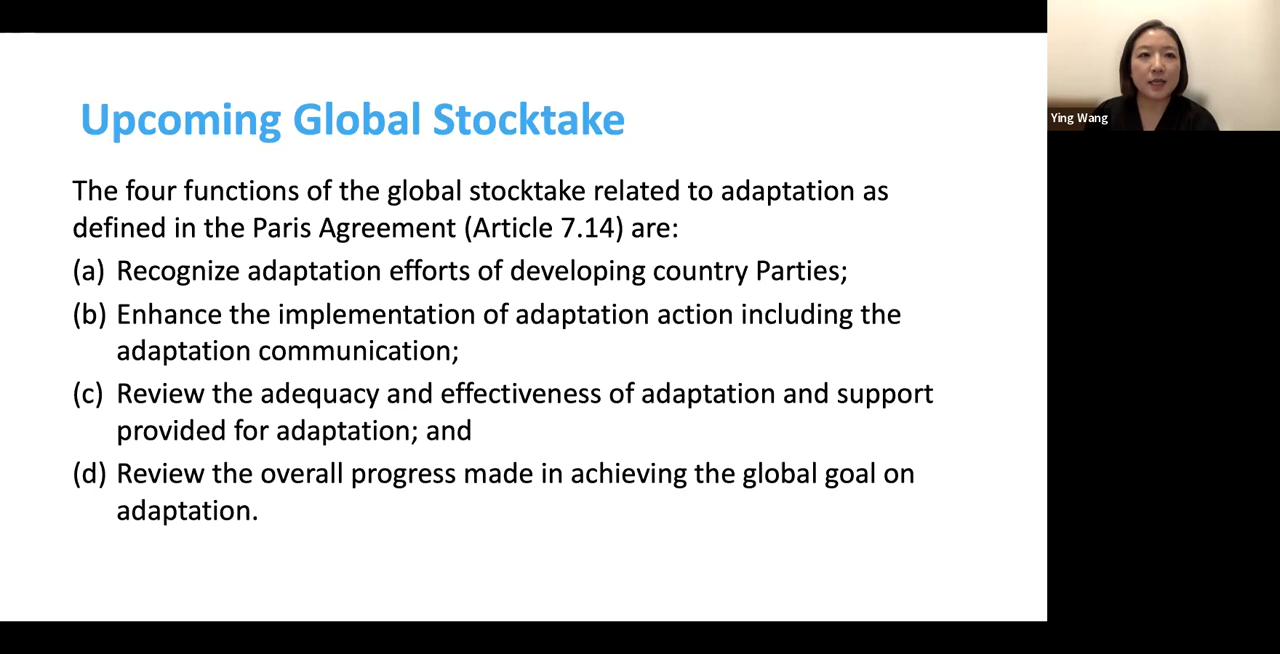 Upcoming Global Stocktake
The four functions of the global stocktake related to adaptation as
defined in the Paris Agreement (Article 7.14) are:
(a) Recognize adaptation efforts of developing country Parties;
(b) Enhance the implementation of adaptation action including the
adaptation communication;
(c) Review the adequacy and effectiveness of adaptation and support
provided for adaptation; and
(d) Review the overall progress made in achieving the global goal on
adaptation.
Ying Wang